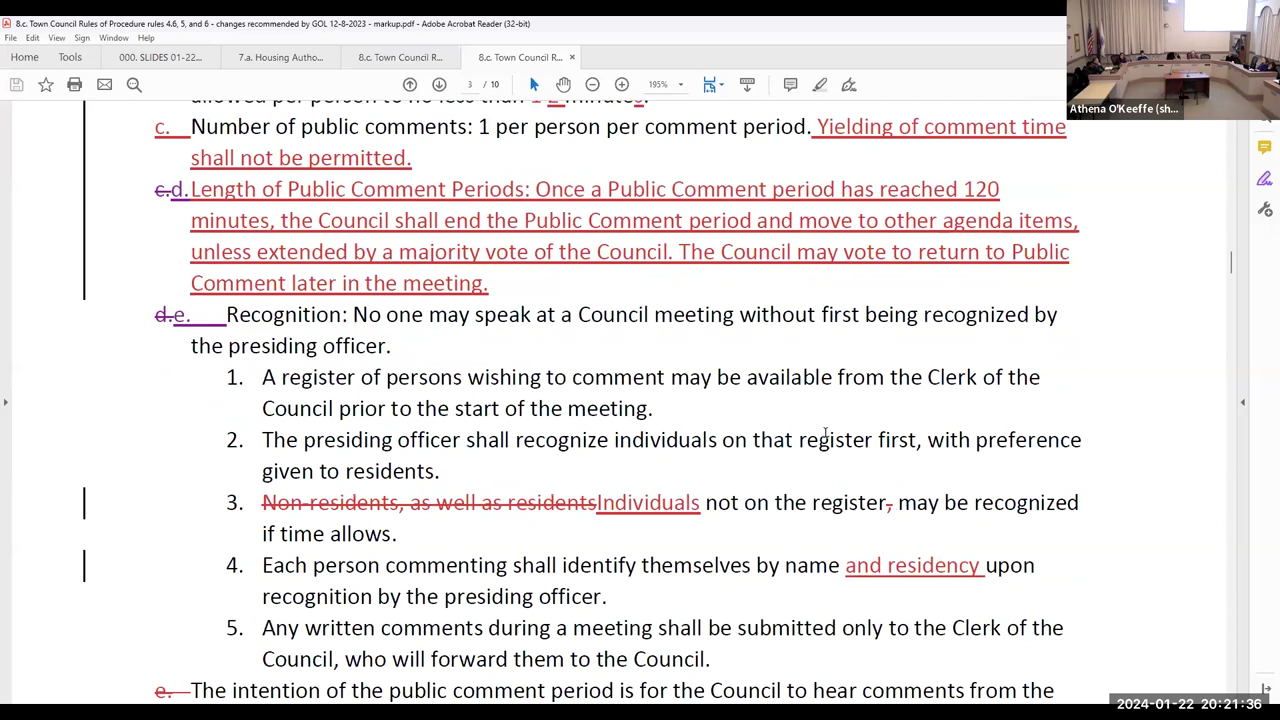 8.c. Town Council Rules of Procedure rules 4.6, 5, and 6 - changes recommended by GOL 12-8-2023 - markup.pdf - Adobe Acrobat Reader (32-bit)
File Edit View Sign Window Help
Home Tools 000. SLIDES 01-22... 7.a. Housing Autho... 8.c. Town Council R... 8.c. Town Council R... ×
3 / 10 195%
Athena O'Keeffe (sh...
allowed per person to no less than 1 2 minutes.
c. Number of public comments: 1 per person per comment period. Yielding of comment time
shall not be permitted.
c.d. Length of Public Comment Periods: Once a Public Comment period has reached 120
minutes, the Council shall end the Public Comment period and move to other agenda items,
unless extended by a majority vote of the Council. The Council may vote to return to Public
Comment later in the meeting.
d.e. Recognition: No one may speak at a Council meeting without first being recognized by
the presiding officer.
1. A register of persons wishing to comment may be available from the Clerk of the
Council prior to the start of the meeting.
2. The presiding officer shall recognize individuals on that register first, with preference
given to residents.
3. Non-residents, as well as residentsIndividuals not on the register, may be recognized
if time allows.
4. Each person commenting shall identify themselves by name and residency upon
recognition by the presiding officer.
5. Any written comments during a meeting shall be submitted only to the Clerk of the
Council, who will forward them to the Council.
e. The intention of the public comment period is for the Council to hear comments from the
2024-01-22 20:21:36